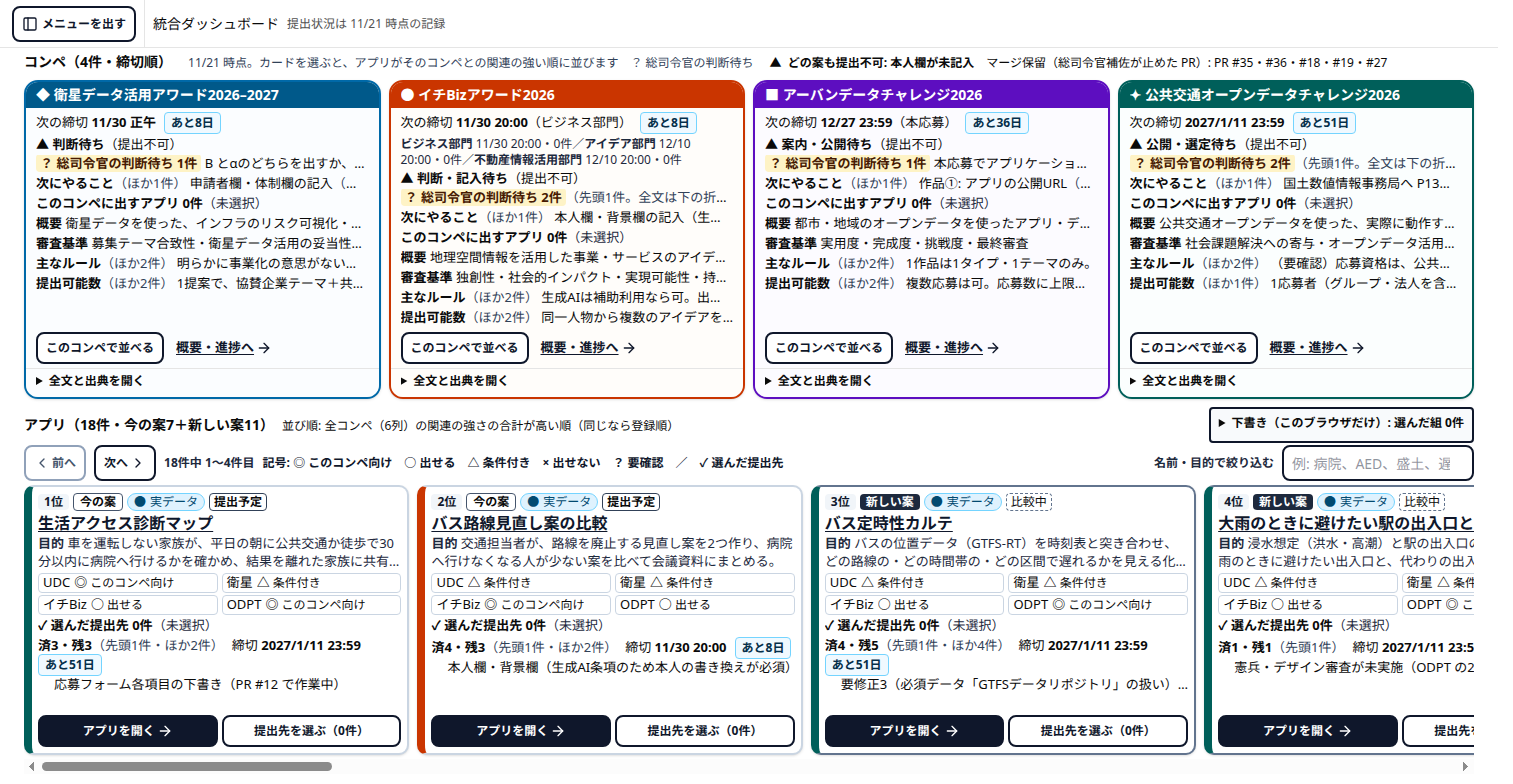 メニューを出す
統合ダッシュボード 提出状況は 11/21 時点の記録
コンペ（4件・締切順） 11/21 時点。カードを選ぶと、アプリがそのコンペとの関連の強い順に並びます ？ 総司令官の判断待ち ▲ どの案も提出不可: 本人欄が未記入 マージ保留（総司令官補佐が止めた PR）: PR #35・#36・#18・#19・#27
◆ 衛星データ活用アワード2026–2027
次の締切 11/30 正午 あと8日
▲ 判断待ち（提出不可）
？ 総司令官の判断待ち 1件 B とαのどちらを出すか、...
次にやること（ほか1件） 申請者欄・体制欄の記入（...
このコンペに出すアプリ 0件（未選択）
概要 衛星データを使った、インフラのリスク可視化・...
審査基準 募集テーマ合致性・衛星データ活用の妥当性...
主なルール（ほか2件） 明らかに事業化の意思がない...
提出可能数（ほか2件） 1提案で、協賛企業テーマ＋共...
このコンペで並べる 概要・進捗へ →
▶ 全文と出典を開く
● イチBizアワード2026
次の締切 11/30 20:00（ビジネス部門） あと8日
ビジネス部門 11/30 20:00・0件／アイデア部門 12/10
20:00・0件／不動産情報活用部門 12/10 20:00・0件
▲ 判断・記入待ち（提出不可）
？ 総司令官の判断待ち 2件（先頭1件。全文は下の折...
次にやること（ほか1件） 本人欄・背景欄の記入（生...
このコンペに出すアプリ 0件（未選択）
概要 地理空間情報を活用した事業・サービスのアイデ...
審査基準 独創性・社会的インパクト・実現可能性・持...
主なルール（ほか2件） 生成AIは補助利用なら可。出...
提出可能数（ほか2件） 同一人物から複数のアイデアを...
このコンペで並べる 概要・進捗へ →
▶ 全文と出典を開く
■ アーバンデータチャレンジ2026
次の締切 12/27 23:59（本応募） あと36日
▲ 案内・公開待ち（提出不可）
？ 総司令官の判断待ち 1件 本応募でアプリケーショ...
次にやること（ほか1件） 作品①: アプリの公開URL（...
このコンペに出すアプリ 0件（未選択）
概要 都市・地域のオープンデータを使ったアプリ・デ...
審査基準 実用度・完成度・挑戦度・最終審査
主なルール（ほか2件） 1作品は1タイプ・1テーマのみ。
提出可能数（ほか2件） 複数応募は可。応募数に上限...
このコンペで並べる 概要・進捗へ →
▶ 全文と出典を開く
✦ 公共交通オープンデータチャレンジ2026
次の締切 2027/1/11 23:59 あと51日
▲ 公開・選定待ち（提出不可）
？ 総司令官の判断待ち 2件（先頭1件。全文は下の折...
次にやること（ほか1件） 国土数値情報事務局へ P13...
このコンペに出すアプリ 0件（未選択）
概要 公共交通オープンデータを使った、実際に動作す...
審査基準 社会課題解決への寄与・オープンデータ活用...
主なルール（ほか2件） （要確認）応募資格は、公共...
提出可能数（ほか1件） 1応募者（グループ・法人を含...
このコンペで並べる 概要・進捗へ →
▶ 全文と出典を開く
アプリ（18件・今の案7＋新しい案11） 並び順: 全コンペ（6列）の関連の強さの合計が高い順（同じなら登録順）
▶ 下書き（このブラウザだけ）: 選んだ組 0件
＜ 前へ 次へ ＞ 18件中 1〜4件目 記号: ◎ このコンペ向け ○ 出せる △ 条件付き × 出せない ？ 要確認 ／ ✓ 選んだ提出先
名前・目的で絞り込む 例: 病院、AED、盛土、遅
1位 今の案 ● 実データ 提出予定
生活アクセス診断マップ
目的 車を運転しない家族が、平日の朝に公共交通か徒歩で30
分以内に病院へ行けるかを確かめ、結果を離れた家族に共有...
UDC ◎ このコンペ向け 衛星 △ 条件付き
イチBiz ○ 出せる ODPT ◎ このコンペ向け
✓ 選んだ提出先 0件（未選択）
済3・残3（先頭1件・ほか2件） 締切 2027/1/11 23:59
あと51日
応募フォーム各項目の下書き（PR #12 で作業中）
アプリを開く → 提出先を選ぶ（0件）
2位 今の案 ● 実データ 提出予定
バス路線見直し案の比較
目的 交通担当者が、路線を廃止する見直し案を2つ作り、病院
へ行けなくなる人が少ない案を比べて会議資料にまとめる。
UDC △ 条件付き 衛星 △ 条件付き
イチBiz ◎ このコンペ向け ODPT ○ 出せる
✓ 選んだ提出先 0件（未選択）
済4・残3（先頭1件・ほか2件） 締切 11/30 20:00 あと8日
本人欄・背景欄（生成AI条項のため本人の書き換えが必須）
アプリを開く → 提出先を選ぶ（0件）
3位 新しい案 ● 実データ 比較中
バス定時性カルテ
目的 バスの位置データ（GTFS-RT）を時刻表と突き合わせ、
どの路線の・どの時間帯の・どの区間で遅れるかを見える化...
UDC △ 条件付き 衛星 △ 条件付き
イチBiz ○ 出せる ODPT ◎ このコンペ向け
✓ 選んだ提出先 0件（未選択）
済4・残5（先頭1件・ほか4件） 締切 2027/1/11 23:59
あと51日
要修正3（必須データ「GTFSデータリポジトリ」の扱い）...
アプリを開く → 提出先を選ぶ（0件）
4位 新しい案 ● 実データ 比較中
大雨のときに避けたい駅の出入口と
目的 浸水想定（洪水・高潮）と駅の出入口の
雨のときに避けたい出入口と、代わりの出入
UDC △ 条件付き 衛星 △ 条件
イチBiz ○ 出せる ODPT ◎ こ
✓ 選んだ提出先 0件（未選択）
済1・残1（先頭1件） 締切 2027/1/11 23:5
憲兵・デザイン審査が未実施（ODPT の2
アプリを開く → 提出先